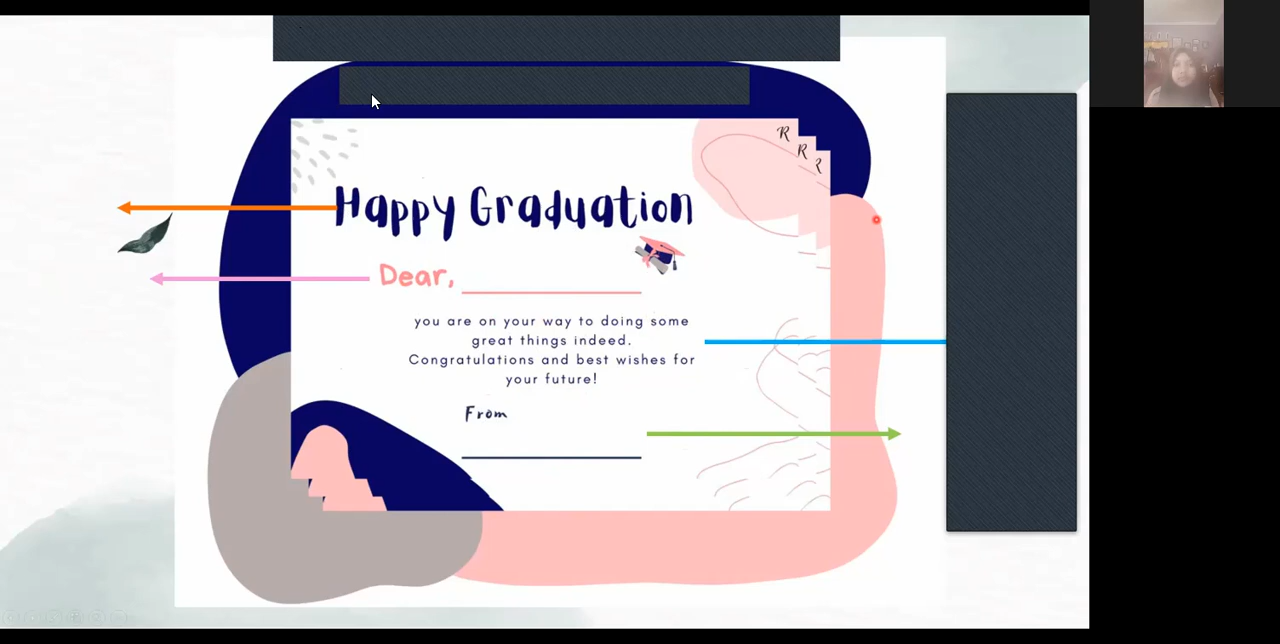 R
R
R
Happy Graduation
Dear,
you are on your way to doing some
great things indeed.
Congratulations and best wishes for
your future!
From